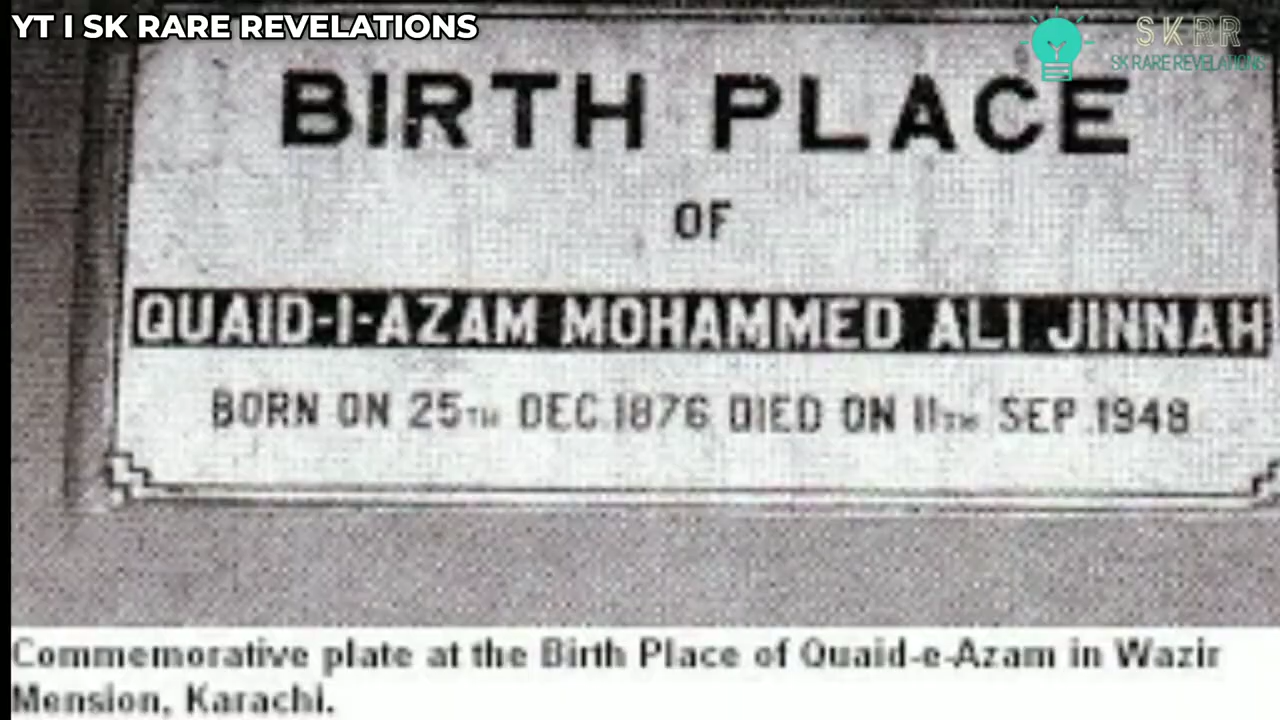 YT I SK RARE REVELATIONS
SKRR
SK RARE REVELATIONS
BIRTH PLACE
OF
QUAID-I-AZAM MOHAMMED ALI JINNAH
BORN ON 25TH DEC.1876 DIED ON 11TH SEP.1948
Commemorative plate at the Birth Place of Quaid-e-Azam in Wazir
Mension, Karachi.